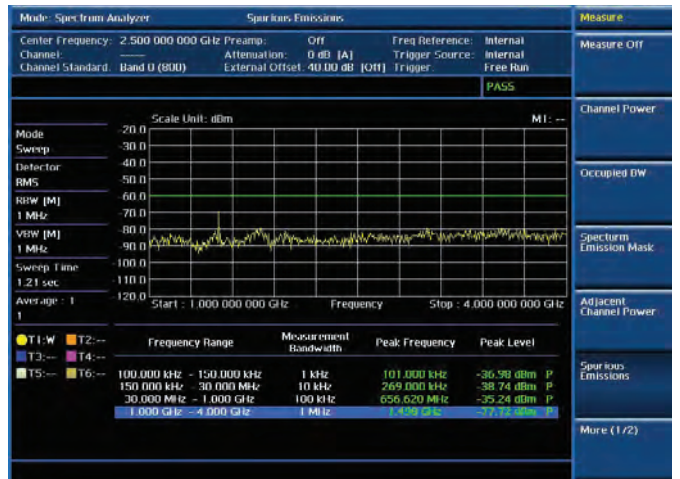 Mode: Spectrum Analyzer Spurious Emissions
Center Frequency: 2.500 000 000 GHz Preamp: Off Freq Reference: Internal
Channel: ---- Attenuation: 0 dB [A] Trigger Source: Internal
Channel Standard: Band 0 (800) External Offset: 40.00 dB [Off] Trigger: Free Run
PASS
Scale Unit: dBm M1: --
Mode
Sweep
Detector
RMS
RBW [M]
1 MHz
VBW [M]
1 MHz
Sweep Time
1.21 sec
Average : 1
1
-20.0
-30.0
-40.0
-50.0
-60.0
-70.0
-80.0
-90.0
-100.0
-110.0
-120.0
Start : 1.000 000 000 GHz Frequency Stop : 4.000 000 000 GHz
T1:W T2:--
T3:-- T4:--
T5:-- T6:--
Frequency Range Measurement Bandwidth Peak Frequency Peak Level
100.000 kHz - 150.000 kHz 1 kHz 101.000 kHz -36.98 dBm P
150.000 kHz - 30.000 MHz 10 kHz 269.000 kHz -38.74 dBm P
30.000 MHz - 1.000 GHz 100 kHz 656.620 MHz -35.24 dBm P
1.000 GHz - 4.000 GHz 1 MHz 1.498 GHz -77.72 dBm P
Measure
Measure Off
Channel Power
Occupied BW
Specturm
Emission Mask
Adjacent
Channel Power
Spurious
Emissions
More (1/2)